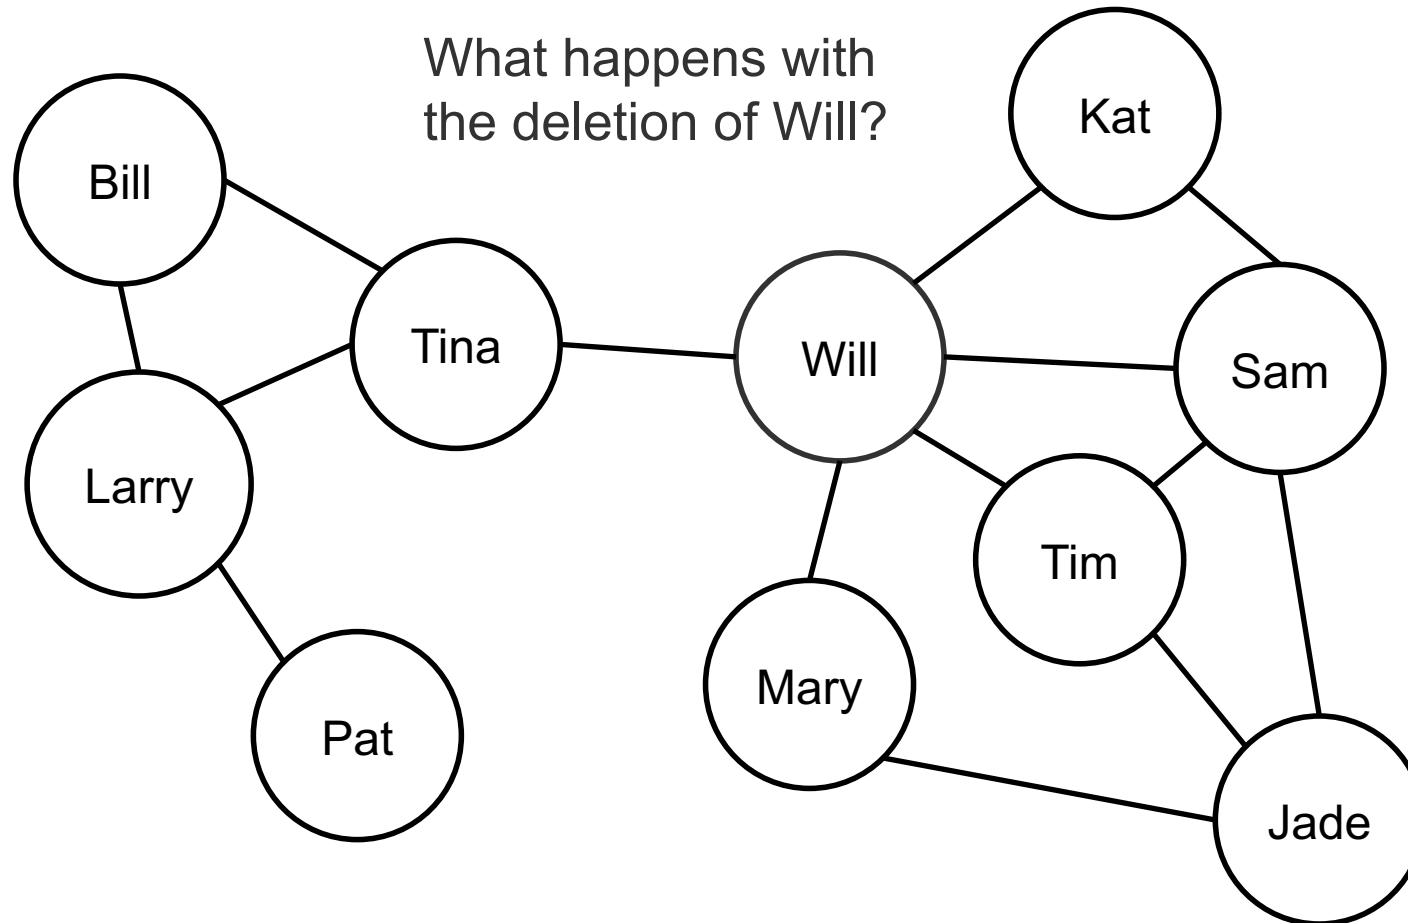 What happens with
the deletion of Will?
Kat
Bill
Tina
Will
Sam
Larry
Tim
Mary
Pat
Jade